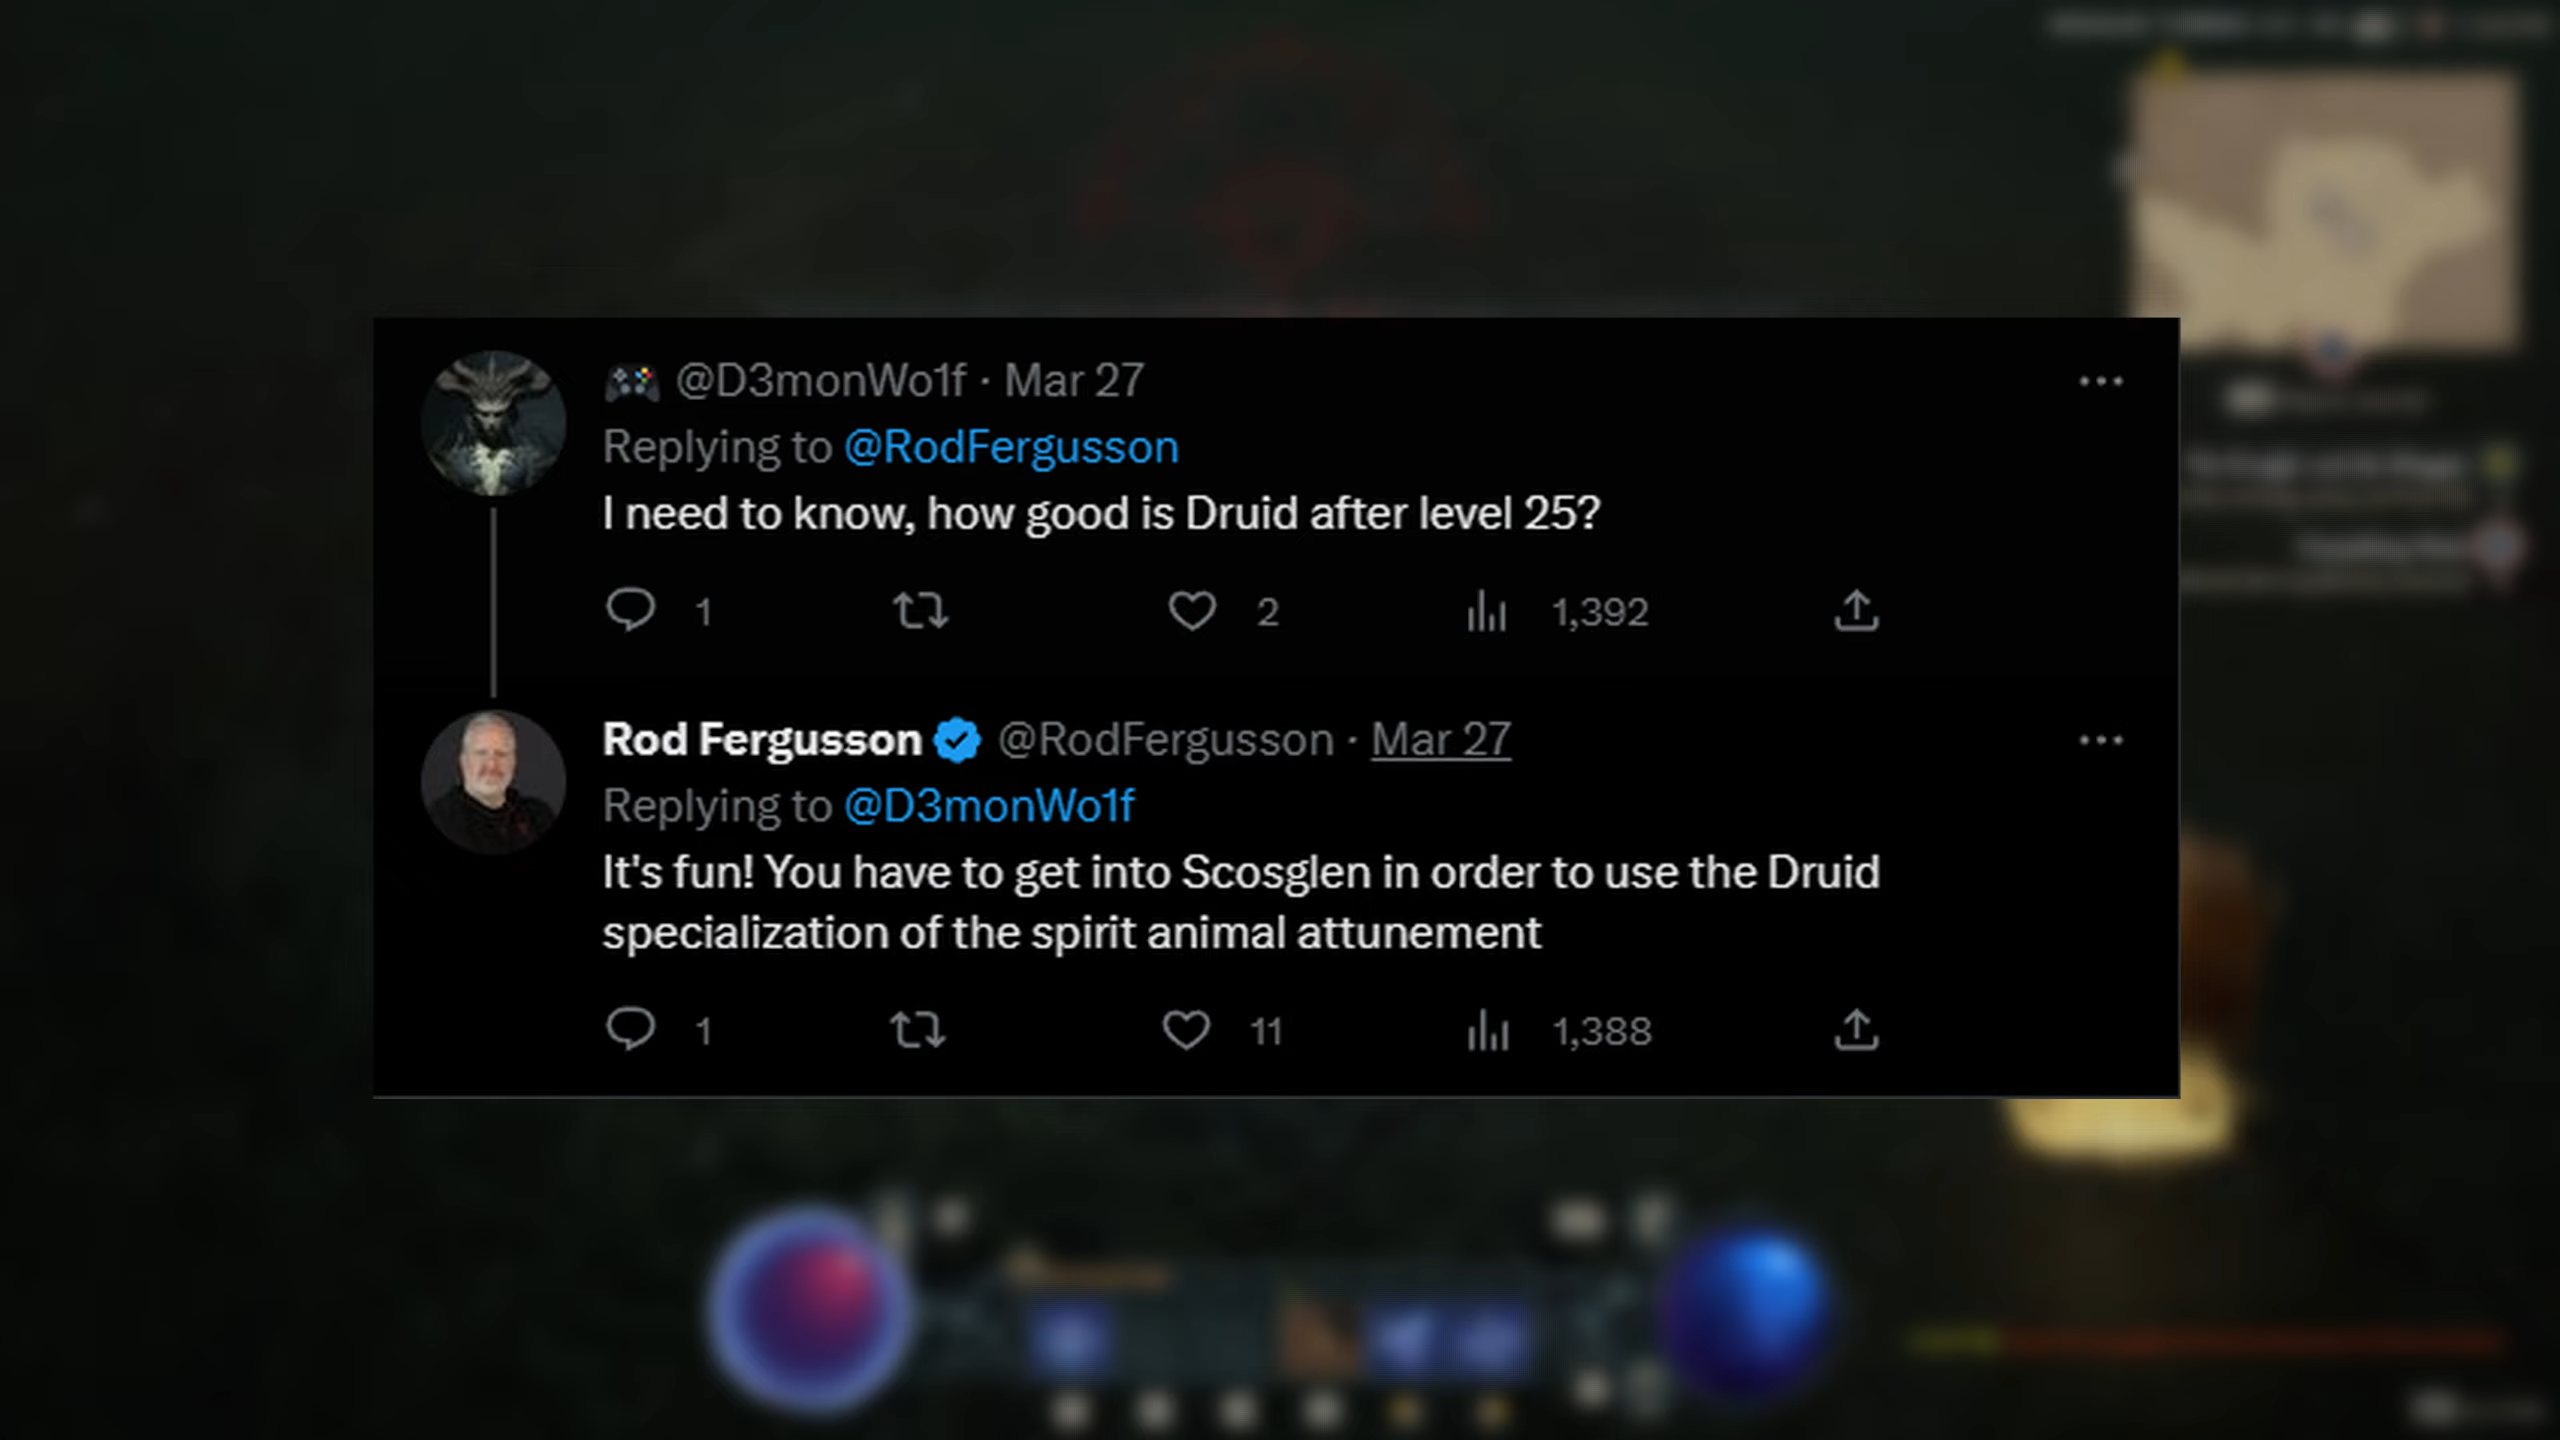 @D3monWo1f · Mar 27
Replying to @RodFergusson
I need to know, how good is Druid after level 25?
1 2 1,392
Rod Fergusson @RodFergusson · Mar 27
Replying to @D3monWo1f
It's fun! You have to get into Scosglen in order to use the Druid
specialization of the spirit animal attunement
1 11 1,388